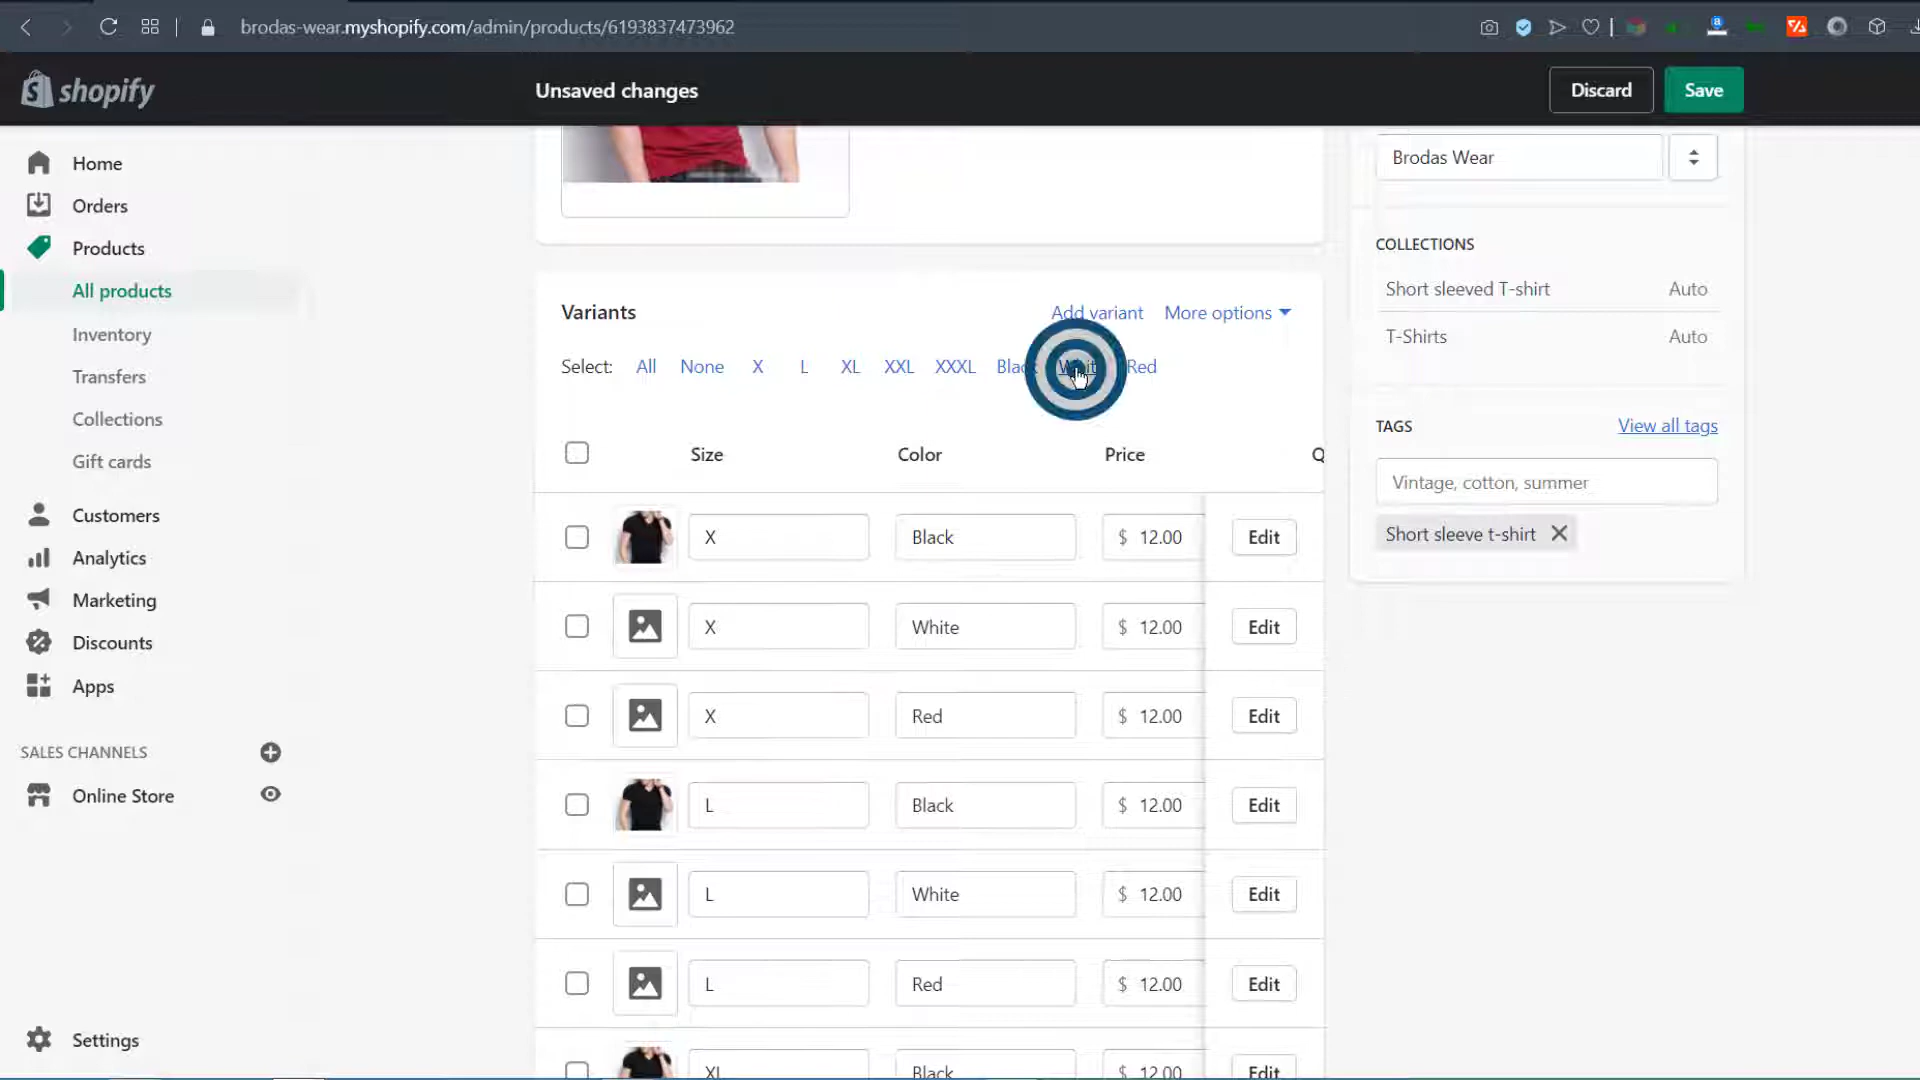 brodas-wear.myshopify.com/admin/products/6193837473962
shopify
Unsaved changes
Discard
Save
Home
Orders
Products
All products
Inventory
Transfers
Collections
Gift cards
Customers
Analytics
Marketing
Discounts
Apps
SALES CHANNELS
Online Store
Settings
Variants
Add variant
More options
Select: All None X L XL XXL XXXL Red
Size Color Price Q
X Black $ 12.00 Edit
X White $ 12.00 Edit
X Red $ 12.00 Edit
L Black $ 12.00 Edit
L White $ 12.00 Edit
L Red $ 12.00 Edit
XL Black $ 12.00 Edit
Brodas Wear
COLLECTIONS
Short sleeved T-shirt Auto
T-Shirts Auto
TAGS
View all tags
Vintage, cotton, summer
Short sleeve t-shirt